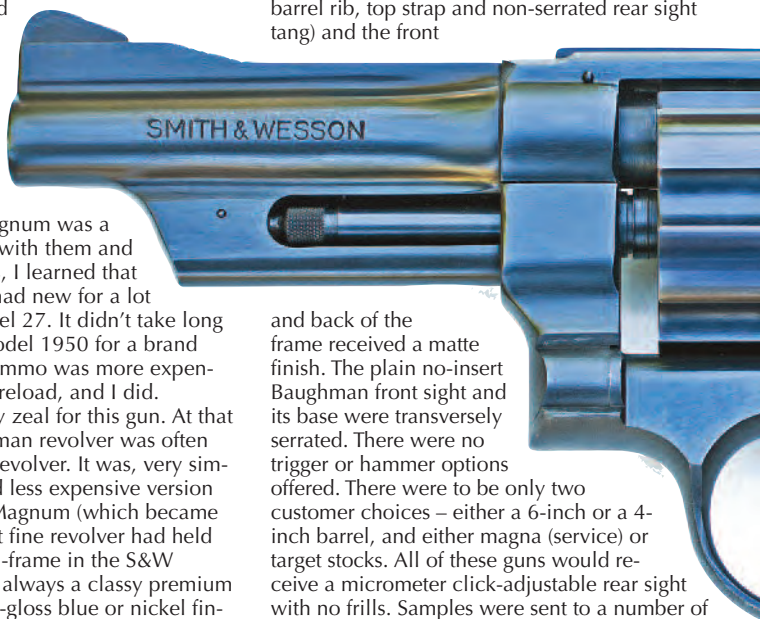 d
gnum was a
with them and
, I learned that
had new for a lot
el 27. It didn’t take long
odel 1950 for a brand
mmo was more expen-
reload, and I did.
y zeal for this gun. At that
man revolver was often
evolver. It was, very sim-
d less expensive version
Magnum (which became
t fine revolver had held
-frame in the S&W
always a classy premium
-gloss blue or nickel fin-
barrel rib, top strap and non-serrated rear sight
tang) and the front
SMITH & WESSON
and back of the
frame received a matte
finish. The plain no-insert
Baughman front sight and
its base were transversely
serrated. There were no
trigger or hammer options
offered. There were to be only two
customer choices – either a 6-inch or a 4-
inch barrel, and either magna (service) or
target stocks. All of these guns would re-
ceive a micrometer click-adjustable rear sight
with no frills. Samples were sent to a number of